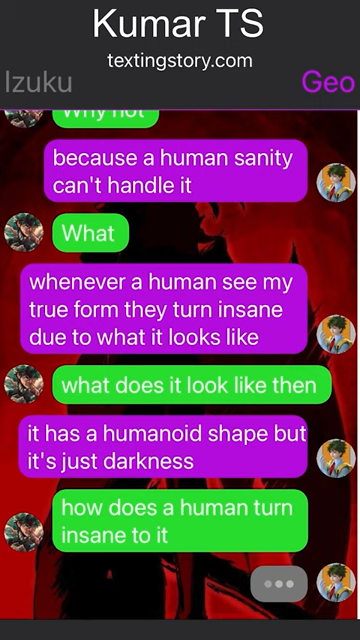 Kumar TS
textingstory.com
Izuku
Geo
Why not
because a human sanity
can't handle it
What
whenever a human see my
true form they turn insane
due to what it looks like
what does it look like then
it has a humanoid shape but
it's just darkness
how does a human turn
insane to it